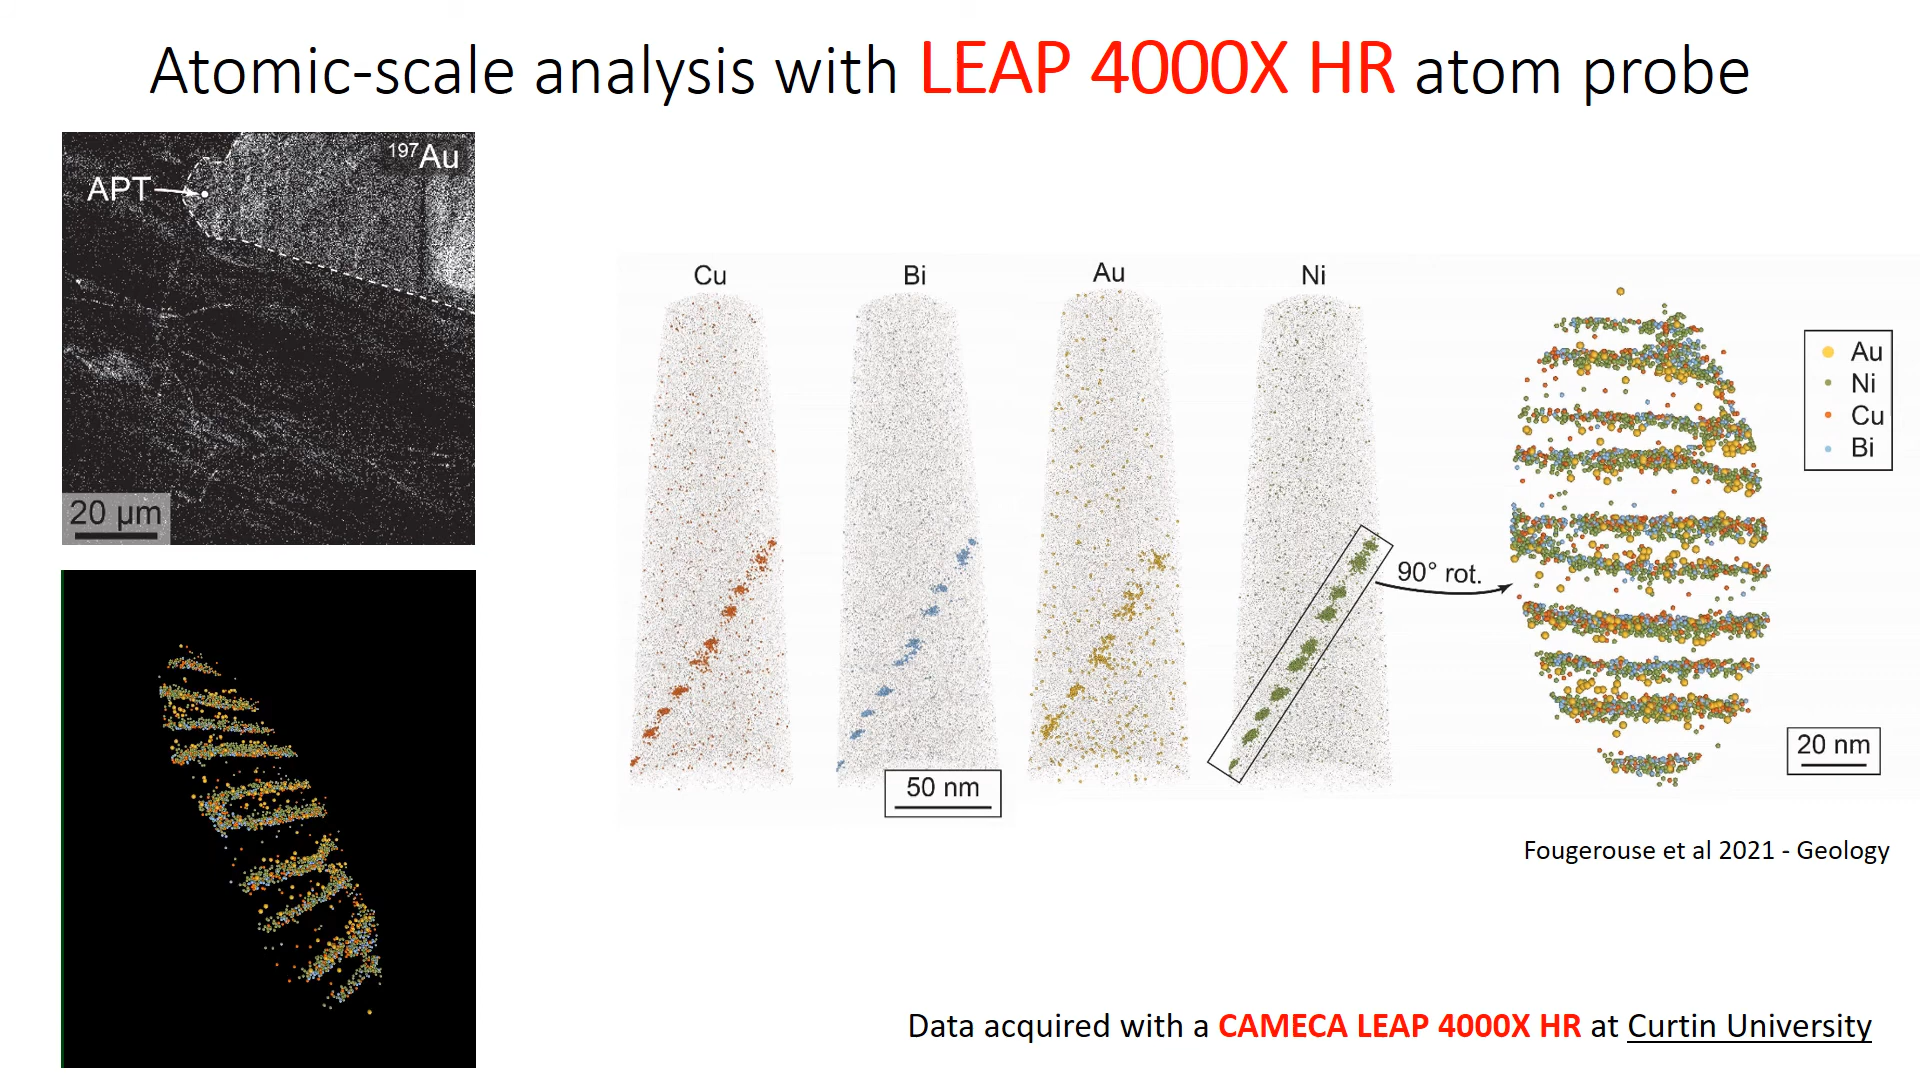 Atomic-scale analysis with LEAP 4000X HR atom probe
¹⁹⁷Au
APT
20 µm
Cu
Bi
Au
Ni
90° rot.
50 nm
Au
Ni
Cu
Bi
20 nm
Fougerouse et al 2021 - Geology
Data acquired with a CAMECA LEAP 4000X HR at Curtin University